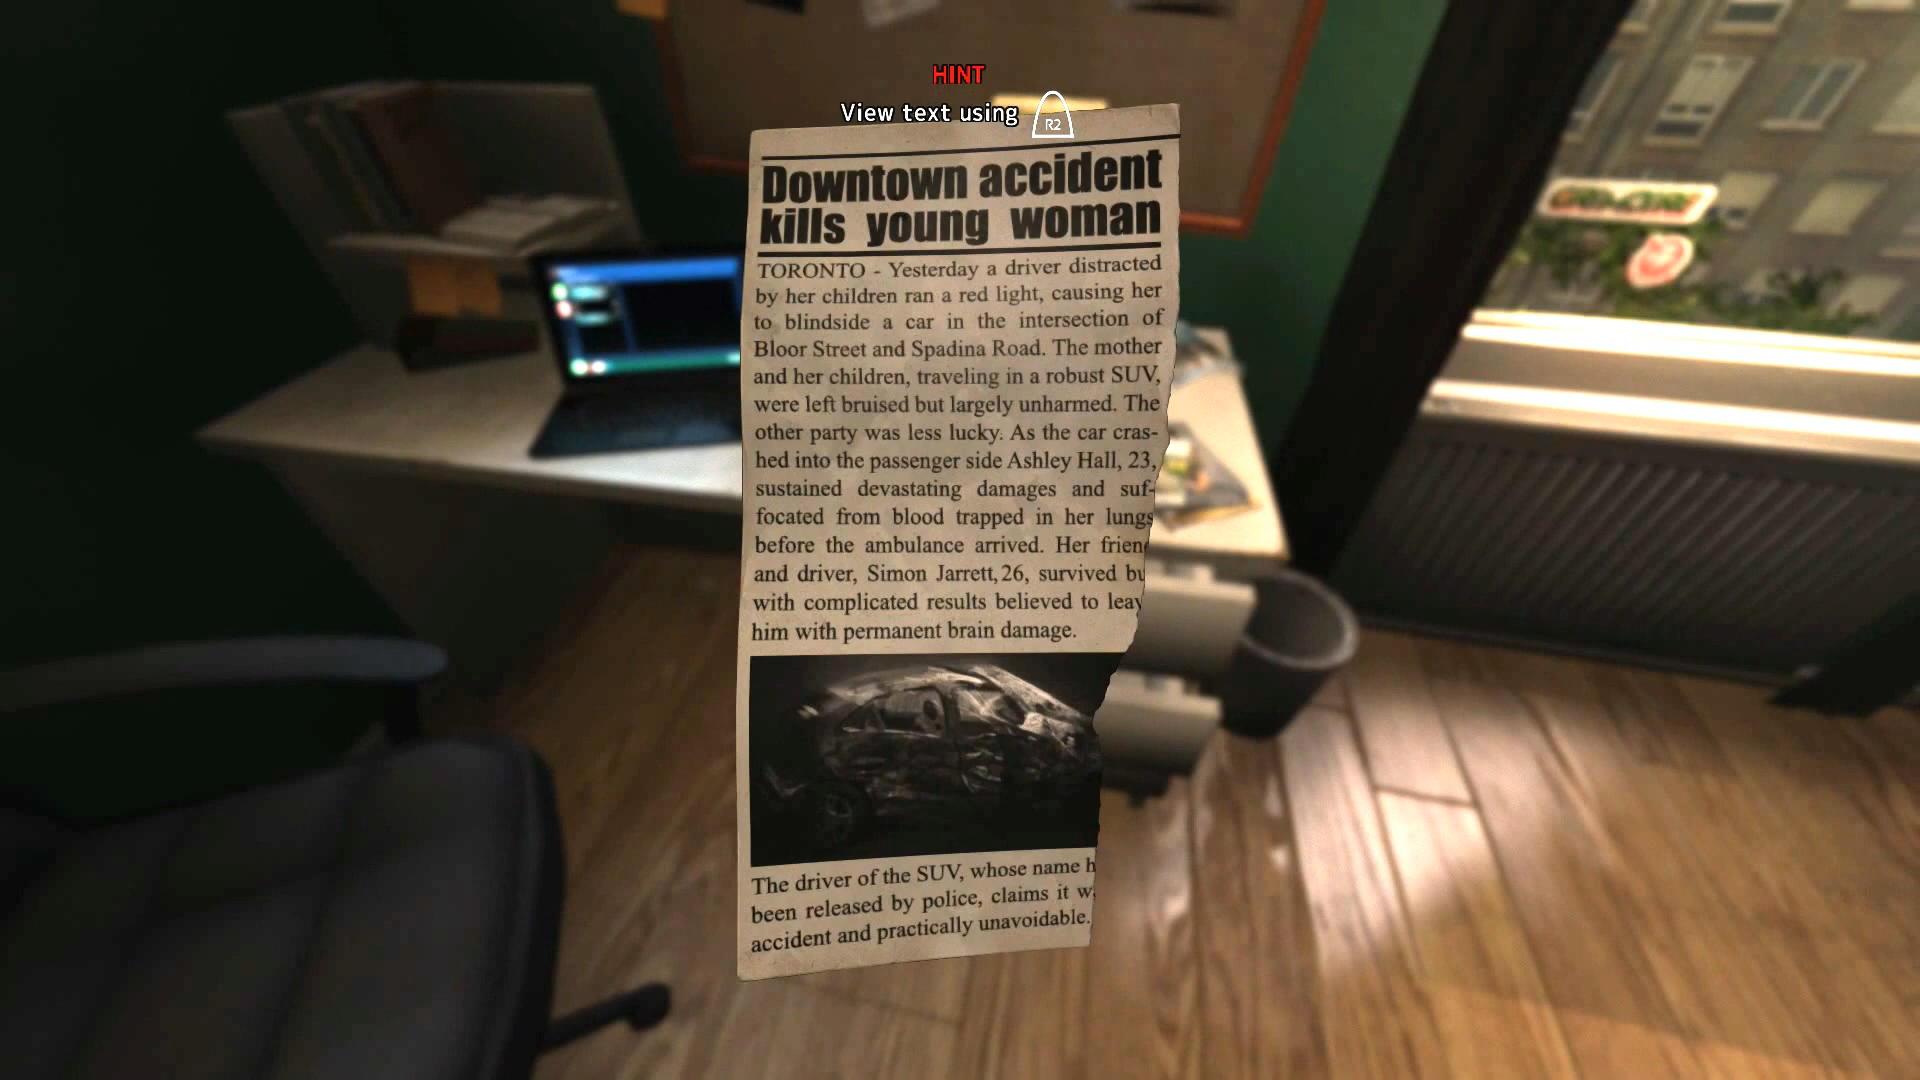 HINT
View text using R2
Downtown accident
kills young woman
TORONTO - Yesterday a driver distracted
by her children ran a red light, causing her
to blindside a car in the intersection of
Bloor Street and Spadina Road. The mother
and her children, traveling in a robust SUV,
were left bruised but largely unharmed. The
other party was less lucky. As the car cras-
hed into the passenger side Ashley Hall, 23,
sustained devastating damages and suf-
focated from blood trapped in her lungs
before the ambulance arrived. Her frien
and driver, Simon Jarrett, 26, survived bu
with complicated results believed to leav
him with permanent brain damage.
The driver of the SUV, whose name h
been released by police, claims it w
accident and practically unavoidable.